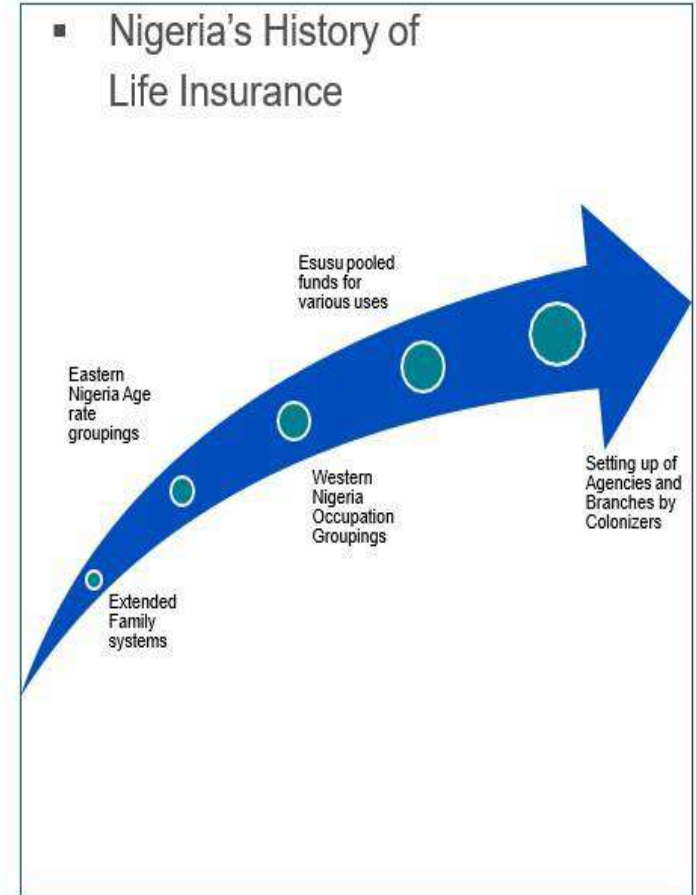 ▪ Nigeria's History of
Life Insurance
Esusu pooled
funds for
various uses
Eastern
Nigeria Age
rate
groupings
Western
Nigeria
Occupation
Groupings
Setting up of
Agencies and
Branches by
Colonizers
Extended
Family
systems